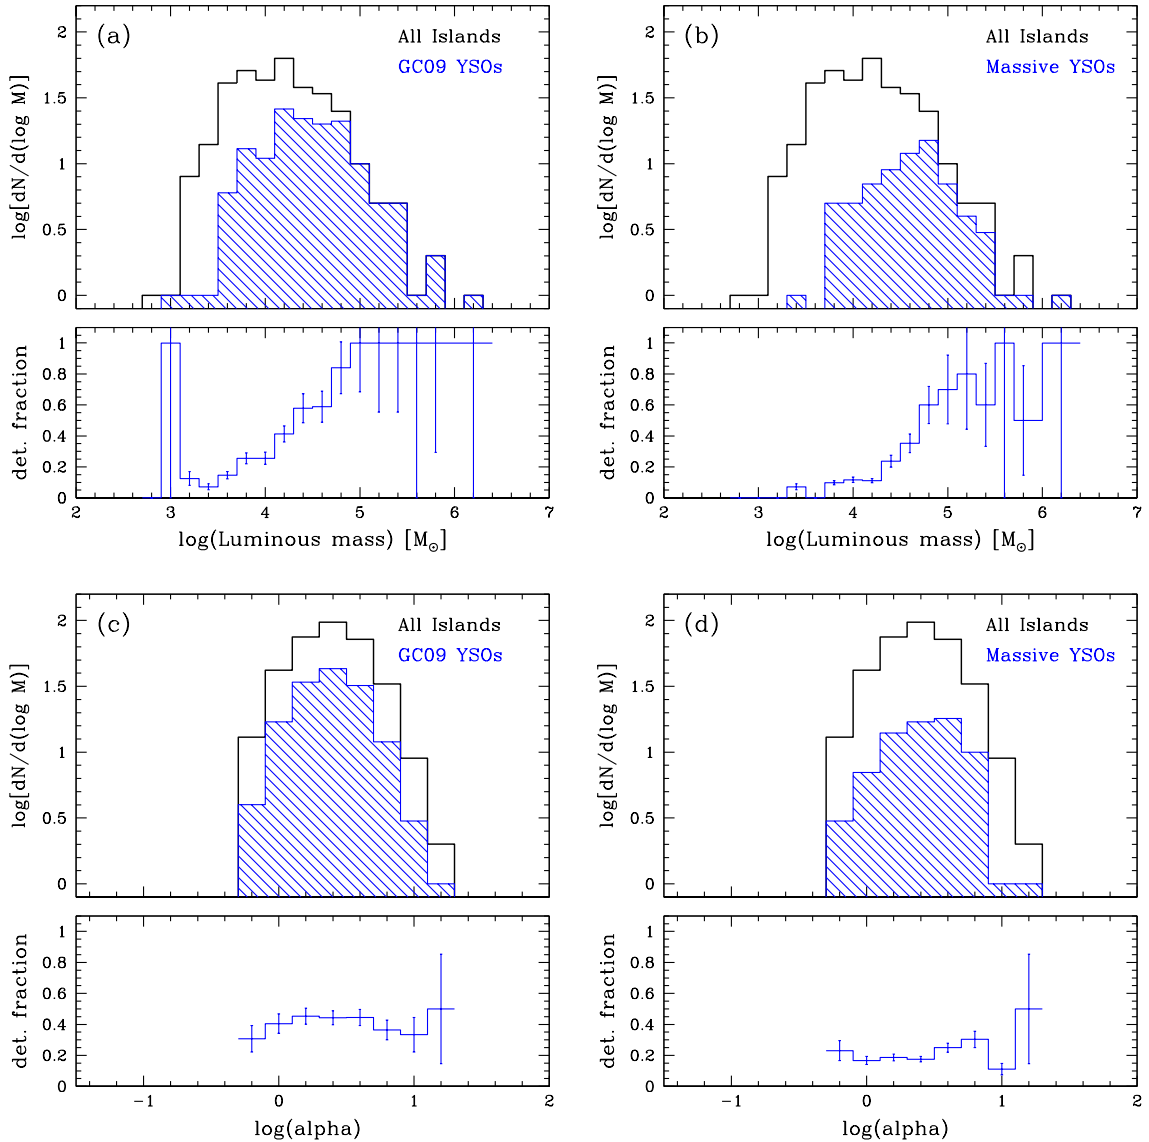 (a) All Islands
GC09 YSOs
log[dN/d(log M)]
2
1.5
1
0.5
0
det. fraction
1
0.8
0.6
0.4
0.2
0
2 3 4 5 6 7
log(Luminous mass) [M⊙]
(b) All Islands
Massive YSOs
log[dN/d(log M)]
2
1.5
1
0.5
0
det. fraction
1
0.8
0.6
0.4
0.2
0
2 3 4 5 6 7
log(Luminous mass) [M⊙]
(c) All Islands
GC09 YSOs
log[dN/d(log M)]
2
1.5
1
0.5
0
det. fraction
1
0.8
0.6
0.4
0.2
0
−1 0 1 2
log(alpha)
(d) All Islands
Massive YSOs
log[dN/d(log M)]
2
1.5
1
0.5
0
det. fraction
1
0.8
0.6
0.4
0.2
0
−1 0 1 2
log(alpha)